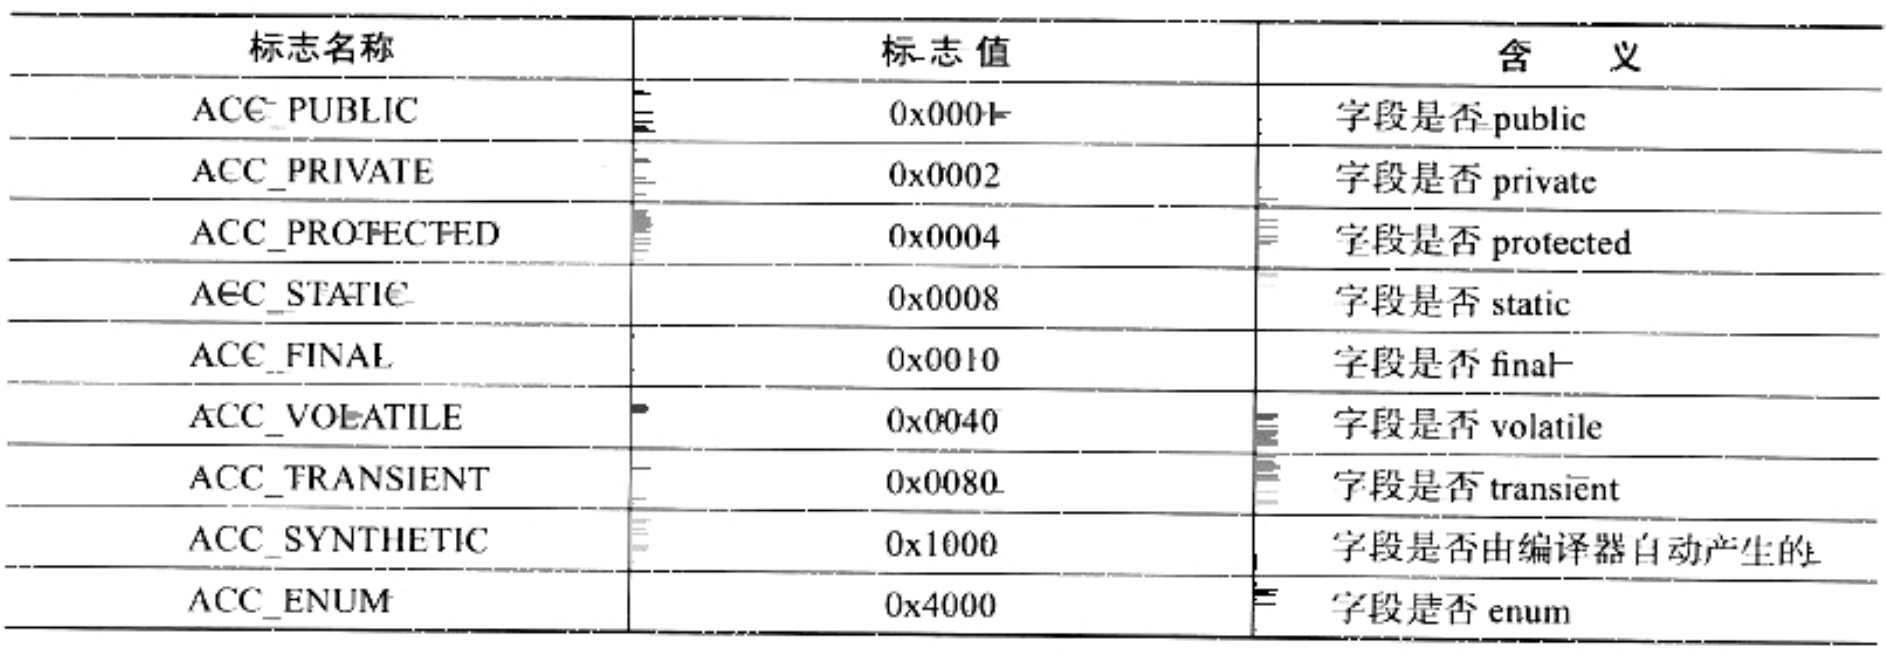 标志名称 标志值 含 义
ACC_PUBLIC 0x0001 字段是否 public
ACC_PRIVATE 0x0002 字段是否 private
ACC_PROTECTED 0x0004 字段是否 protected
ACC_STATIC 0x0008 字段是否 static
ACC_FINAL 0x0010 字段是否 final
ACC_VOLATILE 0x0040 字段是否 volatile
ACC_TRANSIENT 0x0080 字段是否 transient
ACC_SYNTHETIC 0x1000 字段是否由编译器自动产生的
ACC_ENUM 0x4000 字段是否 enum